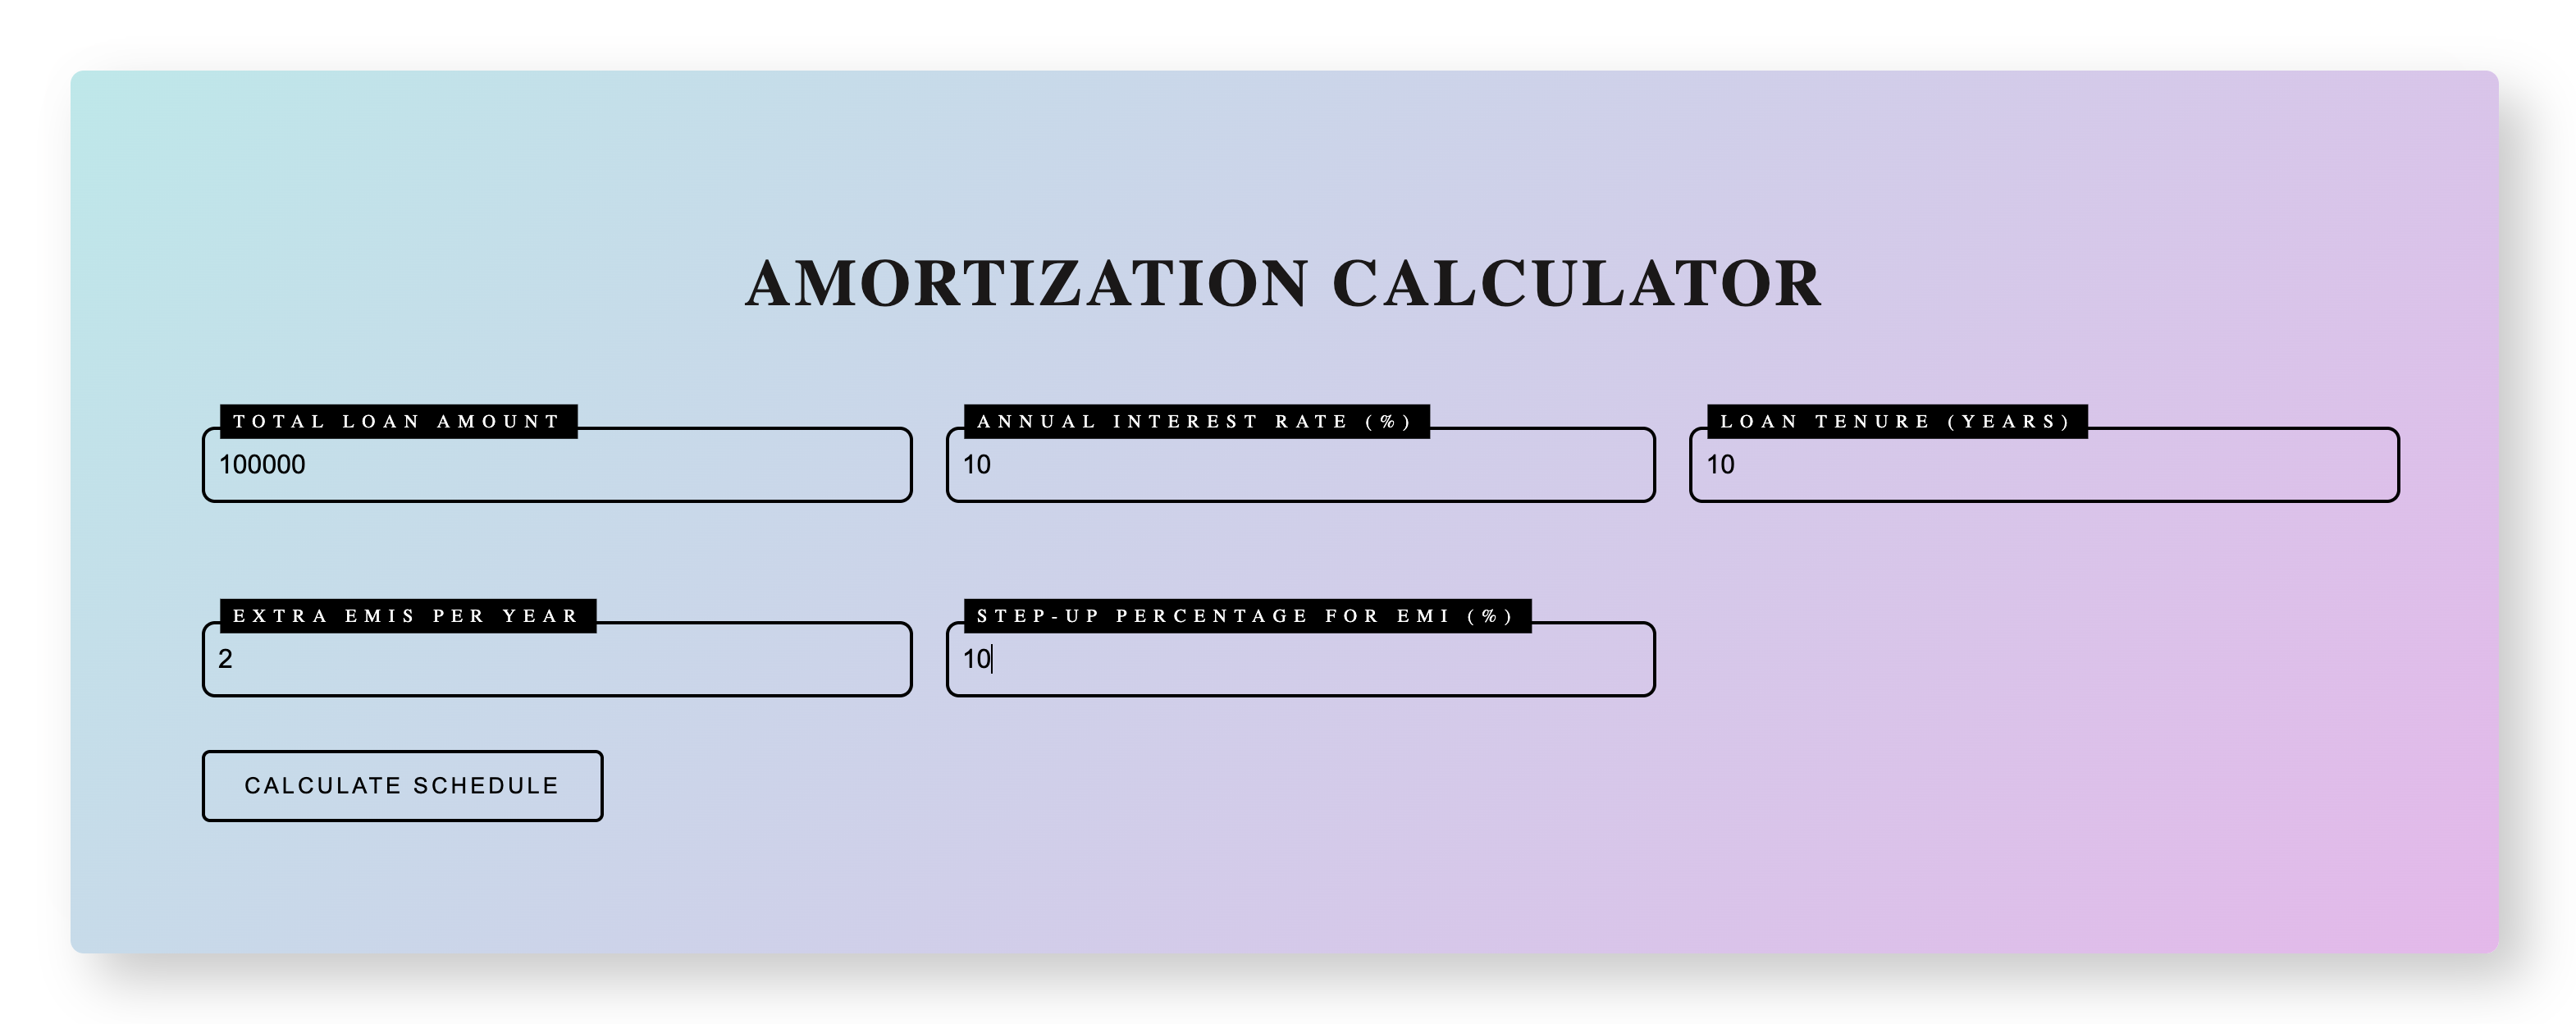 AMORTIZATION CALCULATOR
TOTAL LOAN AMOUNT
100000
ANNUAL INTEREST RATE (%)
10
LOAN TENURE (YEARS)
10
EXTRA EMIS PER YEAR
2
STEP-UP PERCENTAGE FOR EMI (%)
10
CALCULATE SCHEDULE